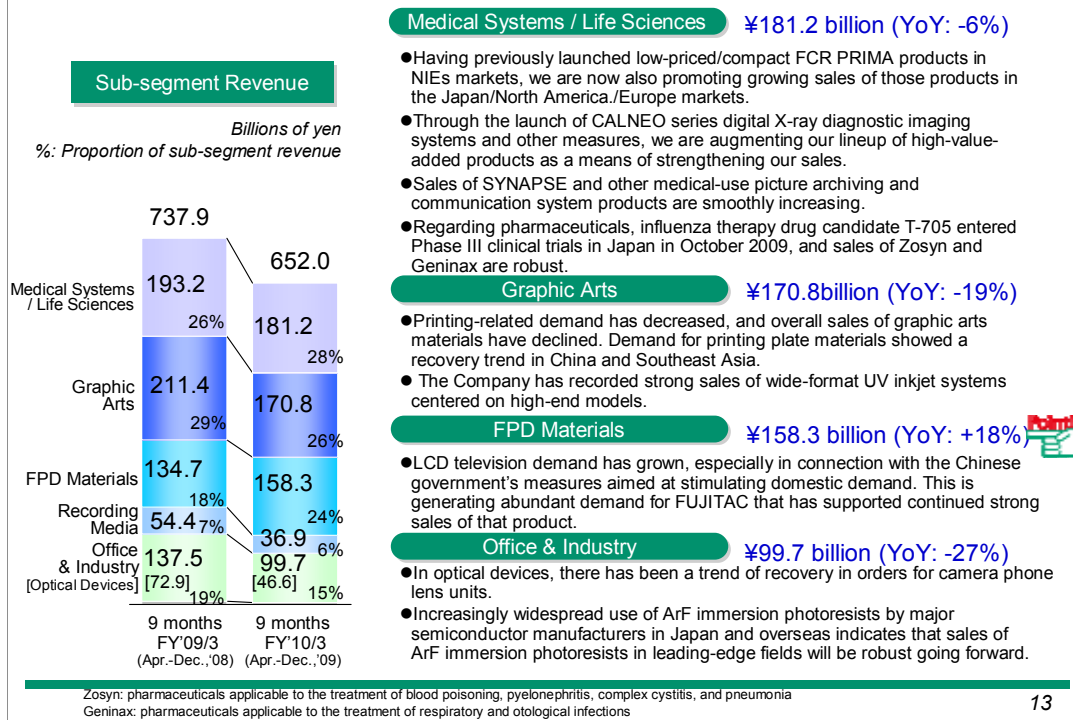 Sub-segment Revenue
Billions of yen
%: Proportion of sub-segment revenue
737.9
652.0
Medical Systems
/ Life Sciences
193.2
26%
181.2
28%
Graphic
Arts
211.4
29%
170.8
26%
FPD Materials
134.7
18%
158.3
24%
Recording
Media
54.4
7%
36.9
6%
Office
& Industry
[Optical Devices]
137.5
[72.9]
19%
99.7
[46.6]
15%
9 months
FY'09/3
(Apr.-Dec.,'08)
9 months
FY'10/3
(Apr.-Dec.,'09)
Medical Systems / Life Sciences
¥181.2 billion (YoY: -6%)
●Having previously launched low-priced/compact FCR PRIMA products in
NIEs markets, we are now also promoting growing sales of those products in
the Japan/North America./Europe markets.
●Through the launch of CALNEO series digital X-ray diagnostic imaging
systems and other measures, we are augmenting our lineup of high-value-
added products as a means of strengthening our sales.
●Sales of SYNAPSE and other medical-use picture archiving and
communication system products are smoothly increasing.
●Regarding pharmaceuticals, influenza therapy drug candidate T-705 entered
Phase III clinical trials in Japan in October 2009, and sales of Zosyn and
Geninax are robust.
Graphic Arts
¥170.8billion (YoY: -19%)
●Printing-related demand has decreased, and overall sales of graphic arts
materials have declined. Demand for printing plate materials showed a
recovery trend in China and Southeast Asia.
● The Company has recorded strong sales of wide-format UV inkjet systems
centered on high-end models.
FPD Materials
¥158.3 billion (YoY: +18%)
Point!
●LCD television demand has grown, especially in connection with the Chinese
government's measures aimed at stimulating domestic demand. This is
generating abundant demand for FUJITAC that has supported continued strong
sales of that product.
Office & Industry
¥99.7 billion (YoY: -27%)
●In optical devices, there has been a trend of recovery in orders for camera phone
lens units.
●Increasingly widespread use of ArF immersion photoresists by major
semiconductor manufacturers in Japan and overseas indicates that sales of
ArF immersion photoresists in leading-edge fields will be robust going forward.
Zosyn: pharmaceuticals applicable to the treatment of blood poisoning, pyelonephritis, complex cystitis, and pneumonia
Geninax: pharmaceuticals applicable to the treatment of respiratory and otological infections
13